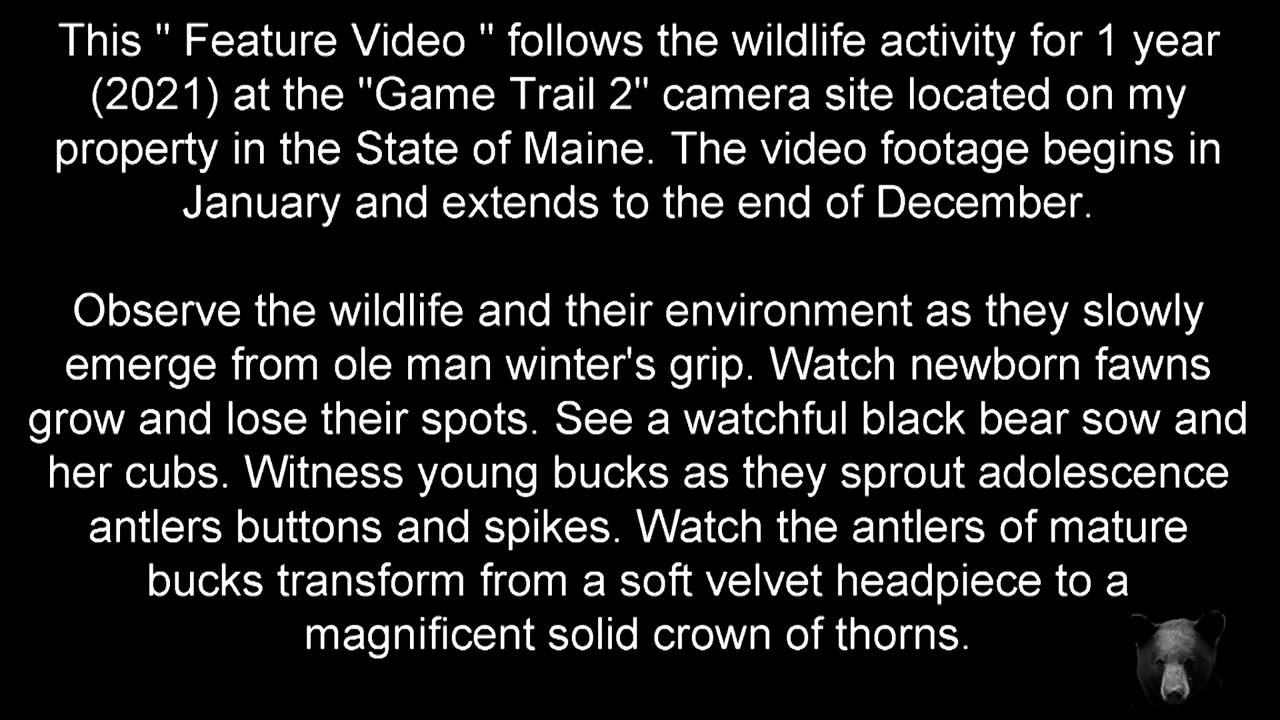 This " Feature Video " follows the wildlife activity for 1 year
(2021) at the "Game Trail 2" camera site located on my
property in the State of Maine. The video footage begins in
January and extends to the end of December.
Observe the wildlife and their environment as they slowly
emerge from ole man winter's grip. Watch newborn fawns
grow and lose their spots. See a watchful black bear sow and
her cubs. Witness young bucks as they sprout adolescence
antlers buttons and spikes. Watch the antlers of mature
bucks transform from a soft velvet headpiece to a
magnificent solid crown of thorns.